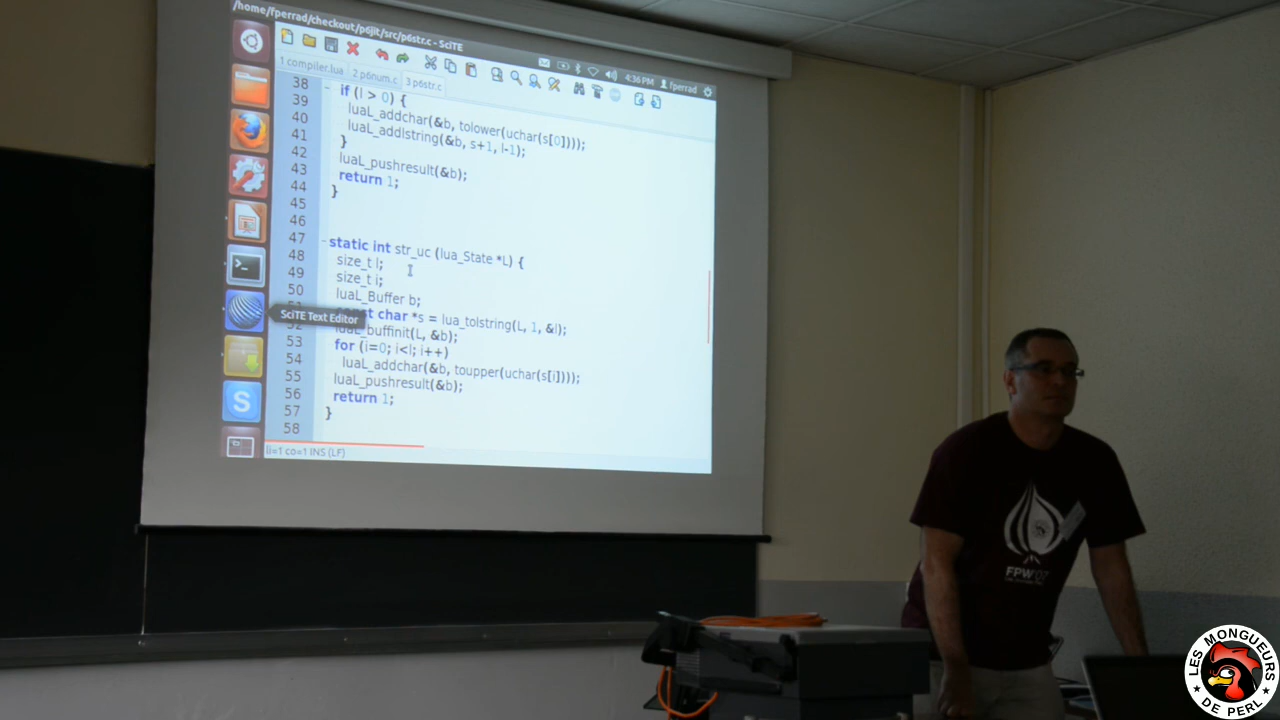 /home/fperrad/checkout/p6jit/src/p6str.c - SciTE
4:36 PM fperrad
1 compiler.lua 2 p6num.c 3 p6str.c
38
39 if (l > 0) {
40 luaL_addchar(&b, tolower(uchar(s[0])));
41 luaL_addlstring(&b, s+1, l-1);
42 }
43 luaL_pushresult(&b);
44 return 1;
45 }
46
47
48 static int str_uc (lua_State *L) {
49 size_t l;
50 size_t i;
luaL_Buffer b;
char *s = lua_tolstring(L, 1, &l);
SciTE Text Editor
luaL_buffinit(L, &b);
53 for (i=0; i<l; i++)
54 luaL_addchar(&b, toupper(uchar(s[i])));
55 luaL_pushresult(&b);
56 return 1;
57 }
58
S
li=1 co=1 INS (LF)
FPW'07
LES MONGUEURS
DE PERL